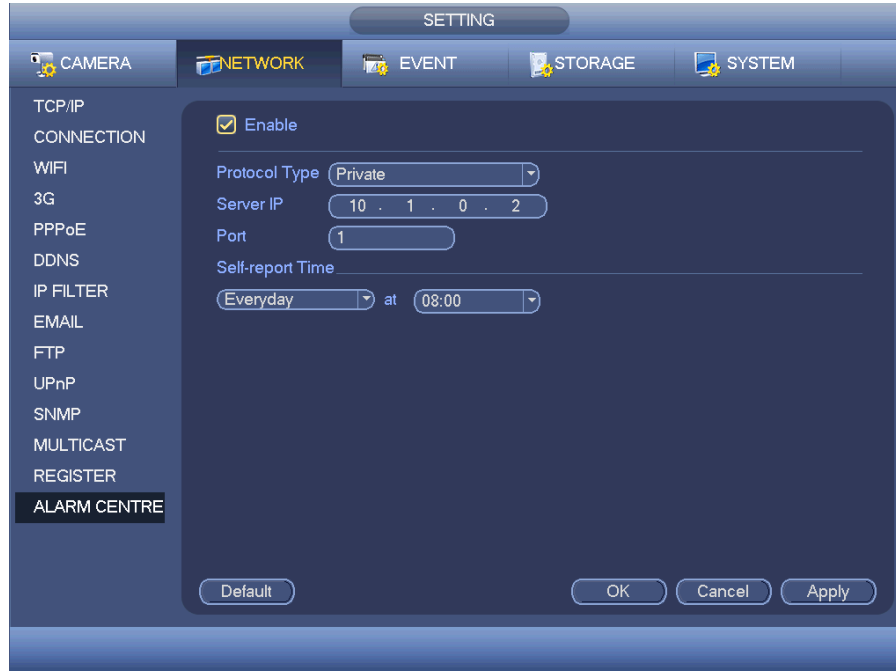 SETTING
CAMERA NETWORK EVENT STORAGE SYSTEM
TCP/IP
CONNECTION
WIFI
3G
PPPoE
DDNS
IP FILTER
EMAIL
FTP
UPnP
SNMP
MULTICAST
REGISTER
ALARM CENTRE
Enable
Protocol Type Private
Server IP 10 . 1 . 0 . 2
Port 1
Self-report Time
Everyday at 08:00
Default OK Cancel Apply